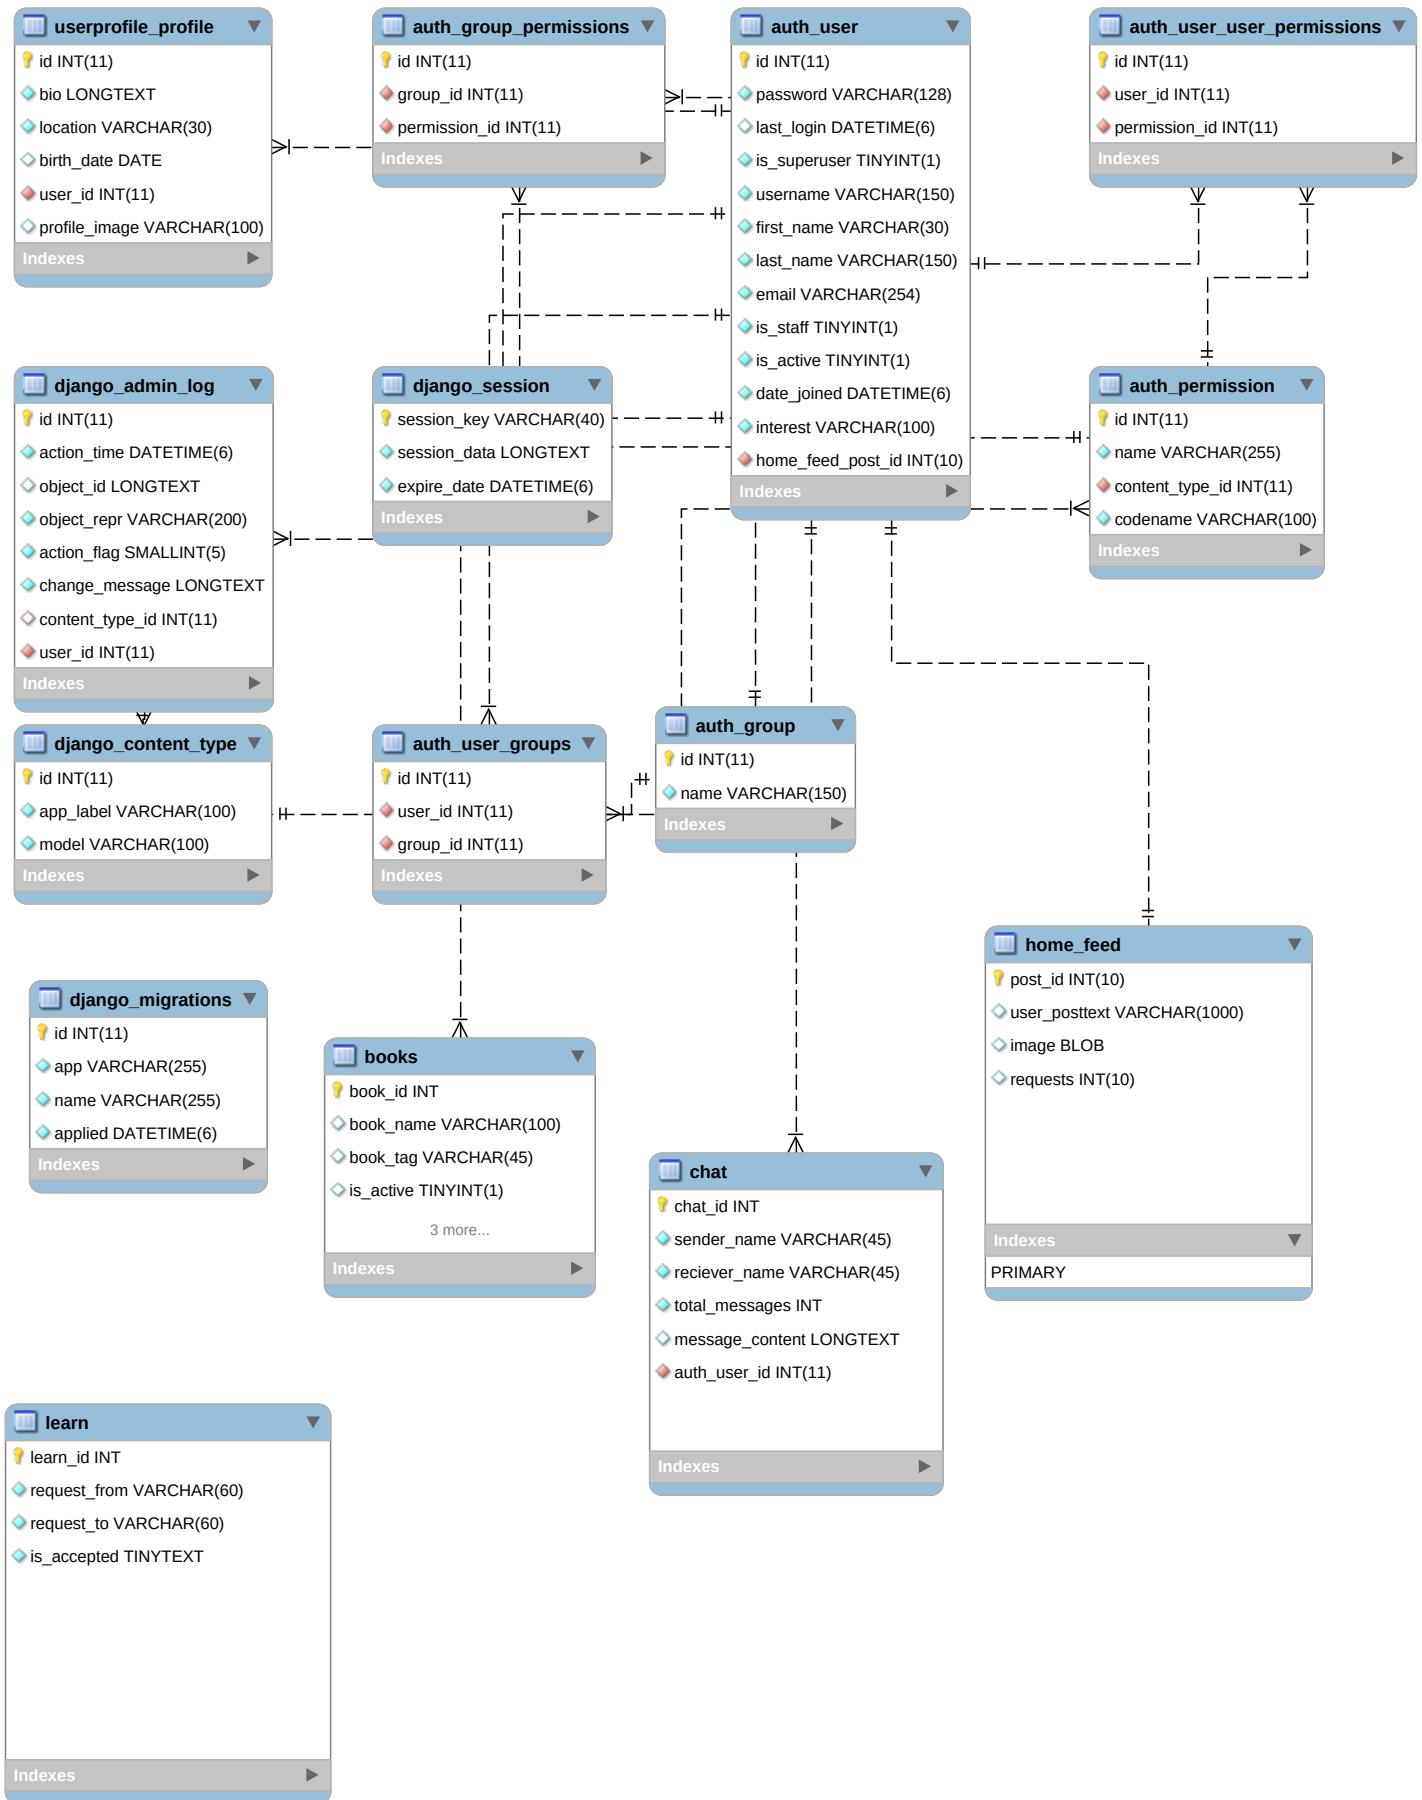 userprofile_profile
id INT(11)
bio LONGTEXT
location VARCHAR(30)
birth_date DATE
user_id INT(11)
profile_image VARCHAR(100)
Indexes
auth_group_permissions
id INT(11)
group_id INT(11)
permission_id INT(11)
Indexes
auth_user
id INT(11)
password VARCHAR(128)
last_login DATETIME(6)
is_superuser TINYINT(1)
username VARCHAR(150)
first_name VARCHAR(30)
last_name VARCHAR(150)
email VARCHAR(254)
is_staff TINYINT(1)
is_active TINYINT(1)
date_joined DATETIME(6)
interest VARCHAR(100)
home_feed_post_id INT(10)
Indexes
auth_user_user_permissions
id INT(11)
user_id INT(11)
permission_id INT(11)
Indexes
django_admin_log
id INT(11)
action_time DATETIME(6)
object_id LONGTEXT
object_repr VARCHAR(200)
action_flag SMALLINT(5)
change_message LONGTEXT
content_type_id INT(11)
user_id INT(11)
Indexes
django_session
session_key VARCHAR(40)
session_data LONGTEXT
expire_date DATETIME(6)
Indexes
auth_permission
id INT(11)
name VARCHAR(255)
content_type_id INT(11)
codename VARCHAR(100)
Indexes
django_content_type
id INT(11)
app_label VARCHAR(100)
model VARCHAR(100)
Indexes
auth_user_groups
id INT(11)
user_id INT(11)
group_id INT(11)
Indexes
auth_group
id INT(11)
name VARCHAR(150)
Indexes
home_feed
post_id INT(10)
user_posttext VARCHAR(1000)
image BLOB
requests INT(10)
Indexes
PRIMARY
django_migrations
id INT(11)
app VARCHAR(255)
name VARCHAR(255)
applied DATETIME(6)
Indexes
books
book_id INT
book_name VARCHAR(100)
book_tag VARCHAR(45)
is_active TINYINT(1)
3 more...
Indexes
chat
chat_id INT
sender_name VARCHAR(45)
reciever_name VARCHAR(45)
total_messages INT
message_content LONGTEXT
auth_user_id INT(11)
Indexes
learn
learn_id INT
request_from VARCHAR(60)
request_to VARCHAR(60)
is_accepted TINYTEXT
Indexes